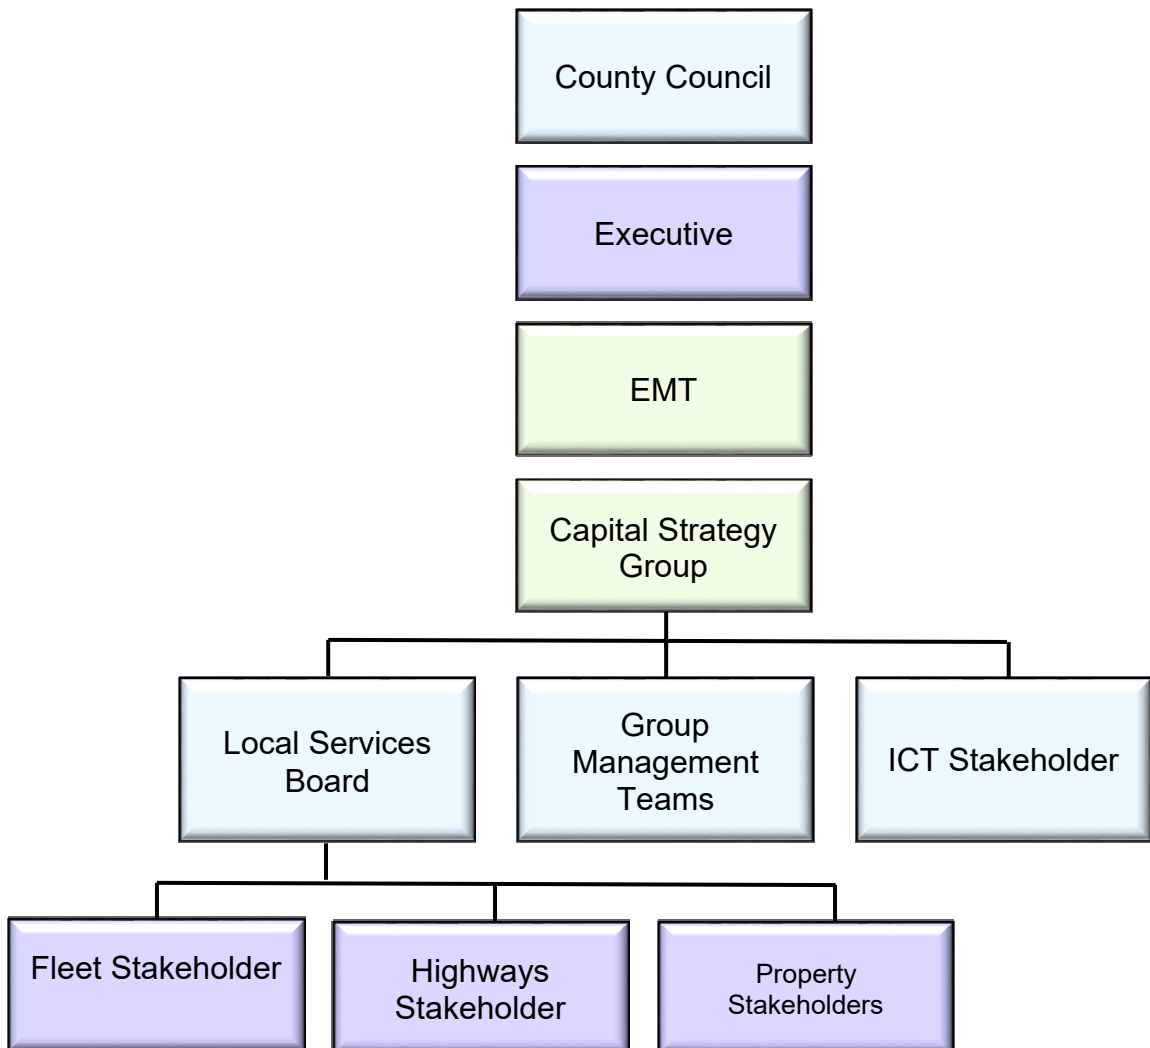 County Council
Executive
EMT
Capital Strategy
Group
Local Services
Board
Group
Management
Teams
ICT Stakeholder
Fleet Stakeholder
Highways
Stakeholder
Property
Stakeholders